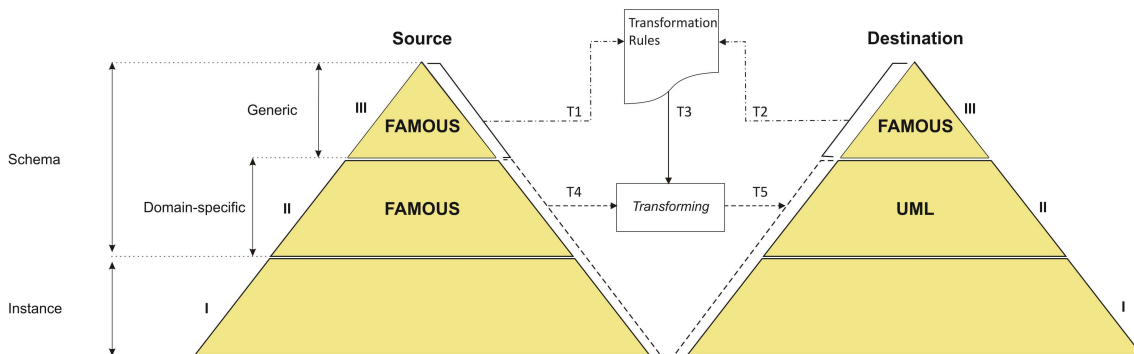 Source
Transformation
Rules
Destination
Generic
III
T1
T3
T2
III
FAMOUS
FAMOUS
Schema
Domain-specific
II
FAMOUS
T4
Transforming
T5
UML
II
Instance
I
I